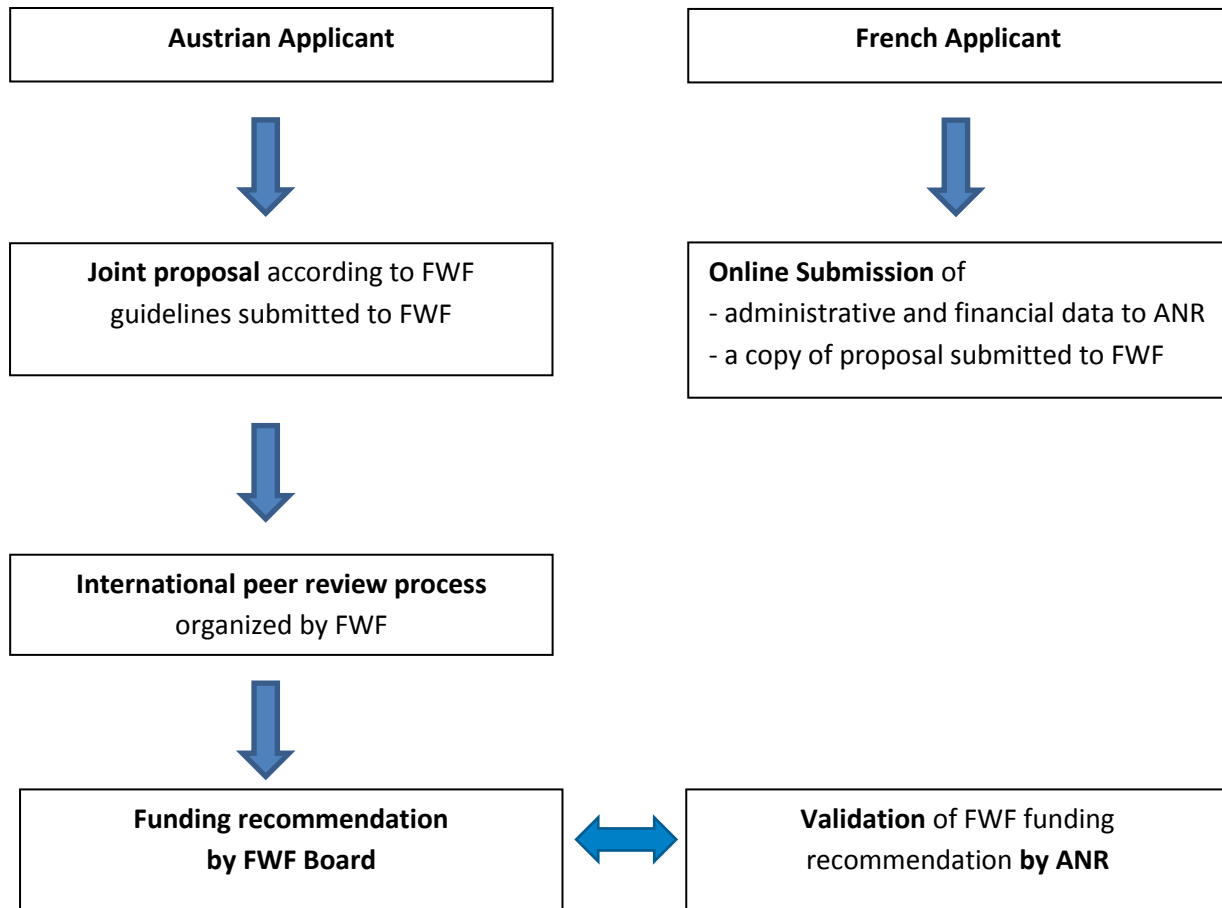 Austrian Applicant
French Applicant
Joint proposal according to FWF
guidelines submitted to FWF
Online Submission of
- administrative and financial data to ANR
- a copy of proposal submitted to FWF
International peer review process
organized by FWF
Funding recommendation
by FWF Board
Validation of FWF funding
recommendation by ANR